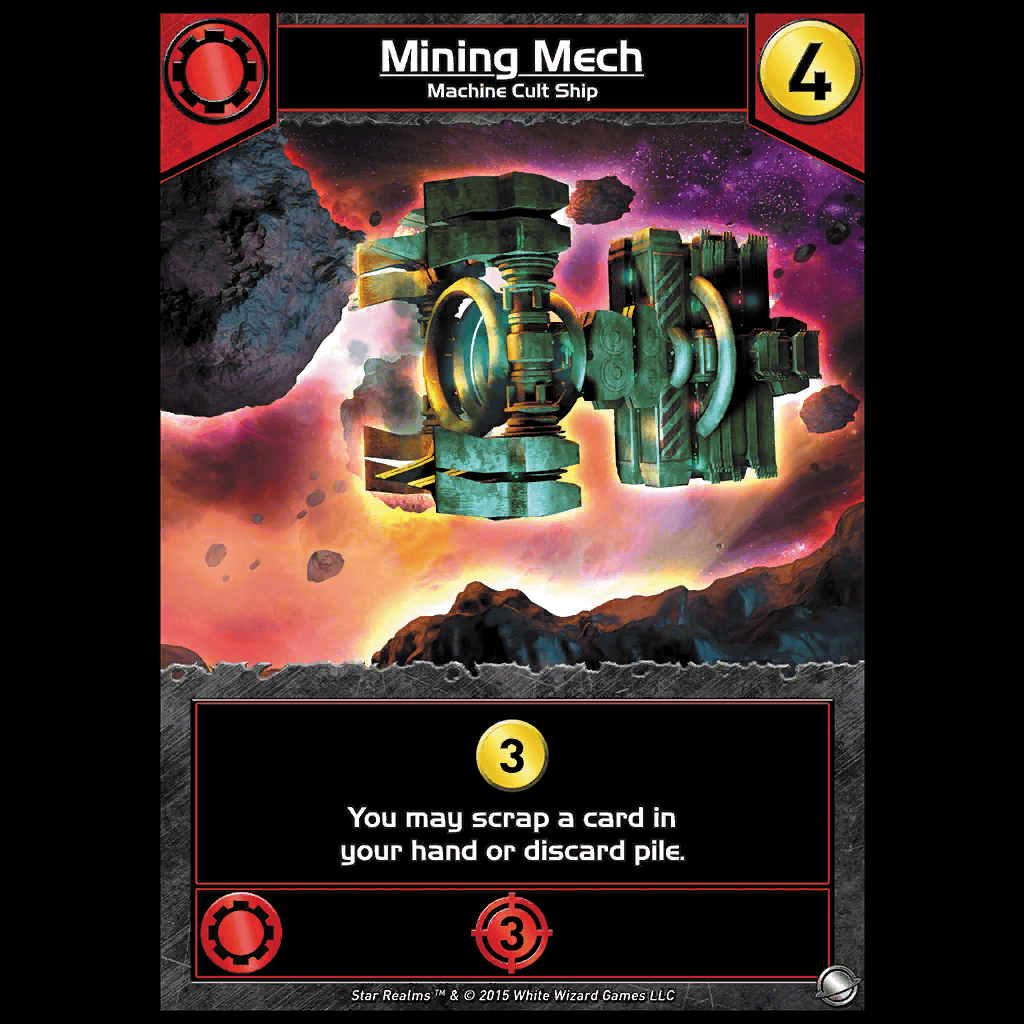 Mining Mech
4
Machine Cult Ship
3
You may scrap a card in
your hand or discard pile.
3
Star Realms™ & © 2015 White Wizard Games LLC